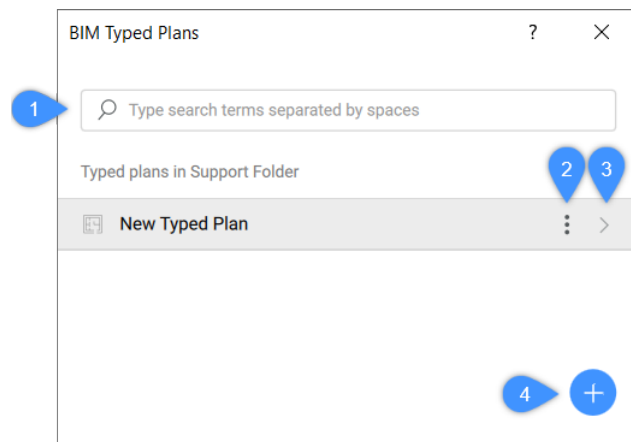 BIM Typed Plans ?
1 Type search terms separated by spaces
Typed plans in Support Folder 2 3
New Typed Plan
4